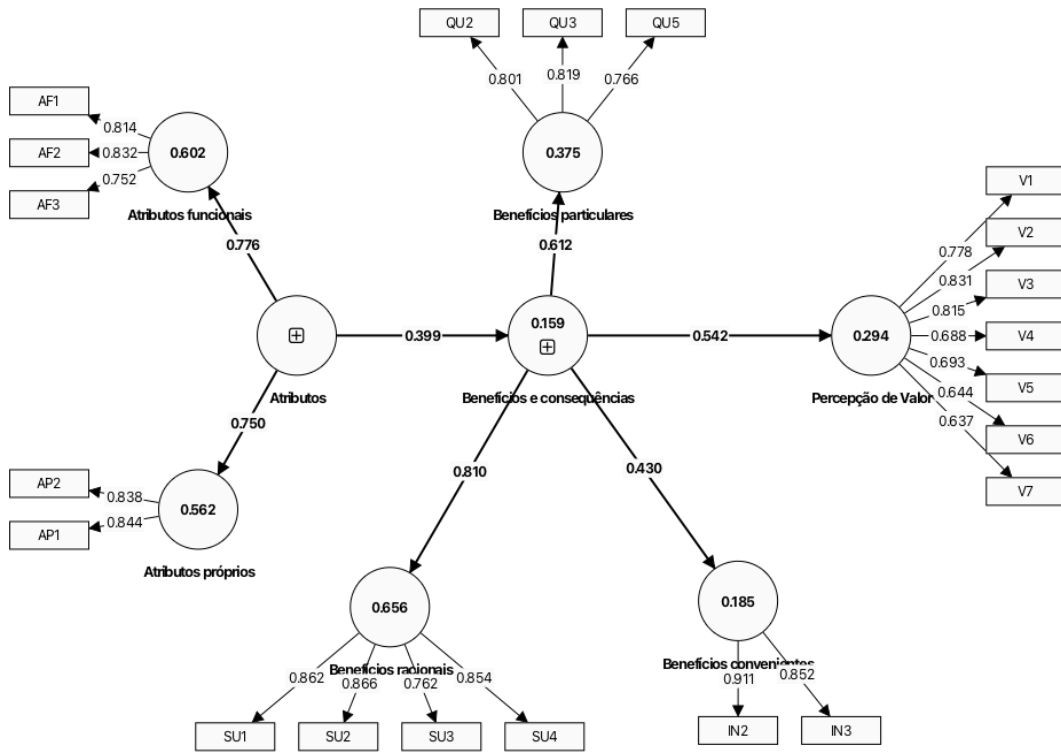 QU2 QU3 QU5
0.801 0.819 0.766
AF1
AF2
AF3
0.814
0.832
0.752
0.602
Atributos funcionais
0.375
Benefícios particulares
0.776
0.612
Atributos
0.399
0.159
Benefícios e consequências
0.542
0.294
Percepção de Valor
V1
V2
V3
V4
V5
V6
V7
0.778
0.831
0.815
0.688
0.693
0.644
0.637
0.750
0.810
0.430
AP2
AP1
0.838
0.844
0.562
Atributos próprios
0.656
Benefícios racionais
0.862 0.866 0.762 0.854
SU1 SU2 SU3 SU4
0.185
Benefícios convenientes
0.911 0.852
IN2 IN3